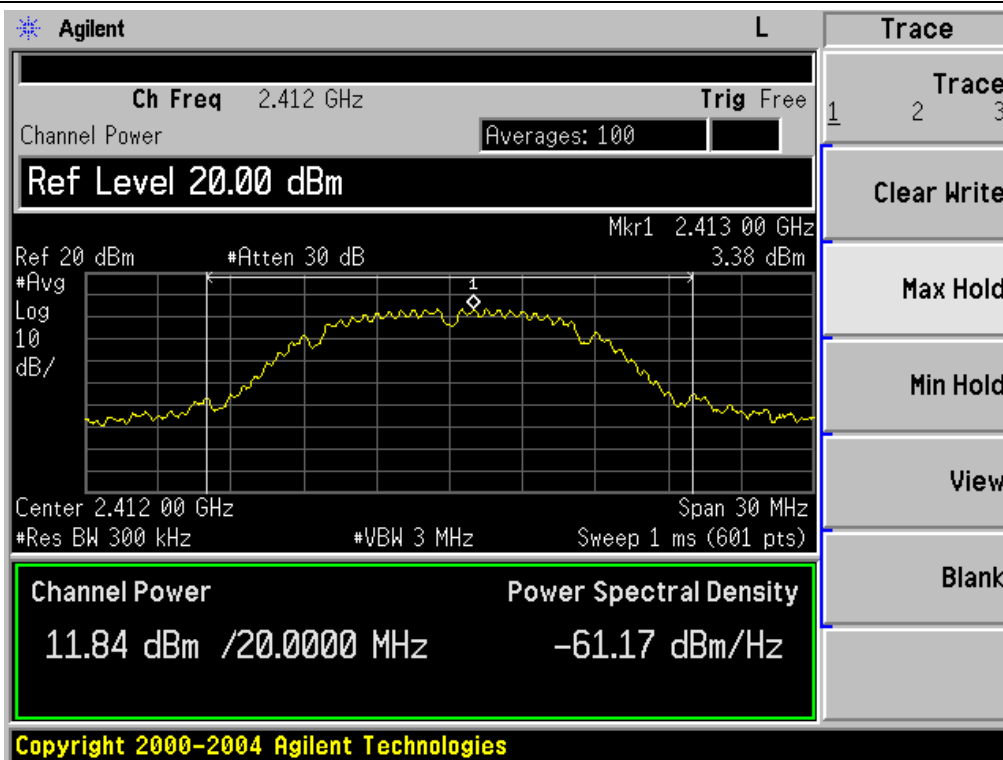 Agilent L Trace
Ch Freq 2.412 GHz Trig Free
Channel Power Averages: 100
Ref Level 20.00 dBm
Mkr1 2.413 00 GHz
Ref 20 dBm #Atten 30 dB 3.38 dBm
#Avg
Log
10
dB/
1
Center 2.412 00 GHz Span 30 MHz
#Res BW 300 kHz #VBW 3 MHz Sweep 1 ms (601 pts)
Channel Power Power Spectral Density
11.84 dBm /20.0000 MHz -61.17 dBm/Hz
Copyright 2000-2004 Agilent Technologies
Trace
1 2 3
Clear Write
Max Hold
Min Hold
View
Blank